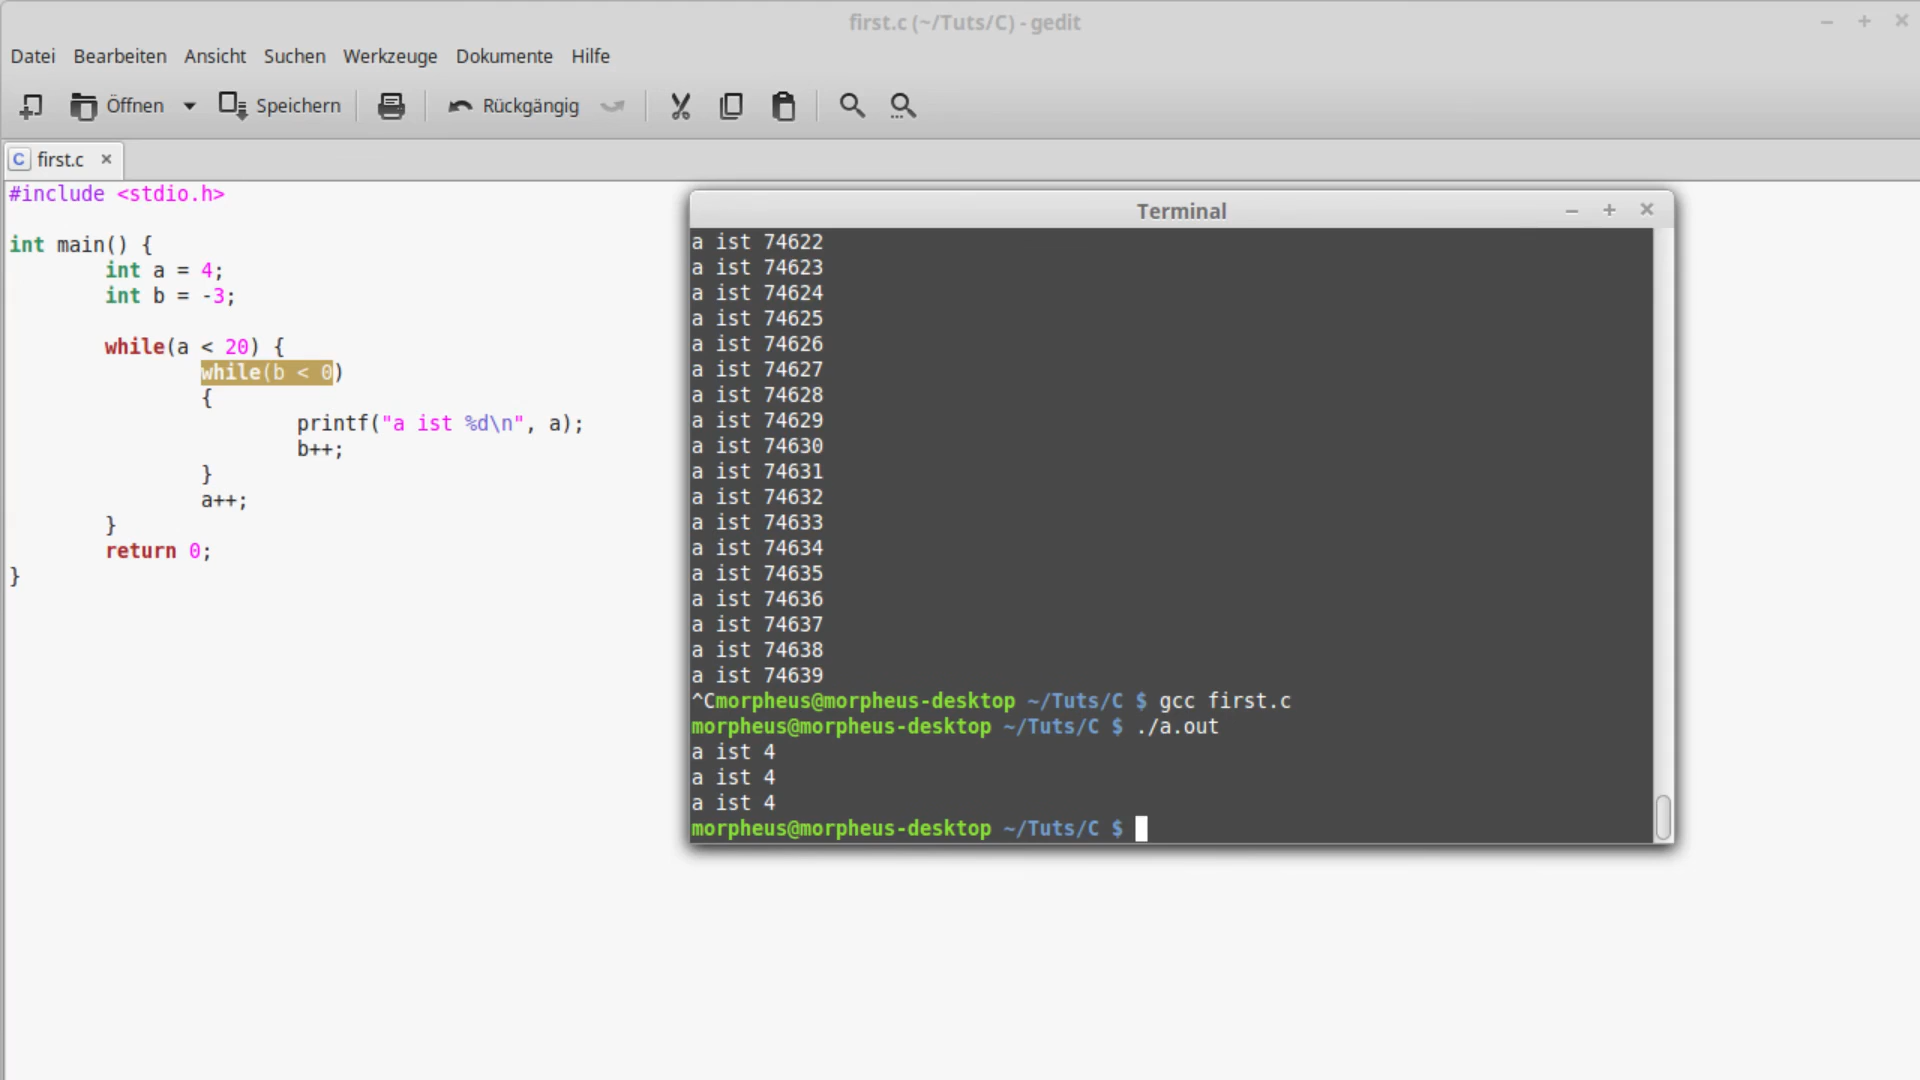 first.c (~/Tuts/C) - gedit
Datei Bearbeiten Ansicht Suchen Werkzeuge Dokumente Hilfe
Öffnen Speichern Rückgängig
C first.c
#include <stdio.h>
int main() {
int a = 4;
int b = -3;
while(a < 20) {
while(b < 0)
{
printf("a ist %d\n", a);
b++;
}
a++;
}
return 0;
}
Terminal
a ist 74622
a ist 74623
a ist 74624
a ist 74625
a ist 74626
a ist 74627
a ist 74628
a ist 74629
a ist 74630
a ist 74631
a ist 74632
a ist 74633
a ist 74634
a ist 74635
a ist 74636
a ist 74637
a ist 74638
a ist 74639
^Cmorpheus@morpheus-desktop ~/Tuts/C $ gcc first.c
morpheus@morpheus-desktop ~/Tuts/C $ ./a.out
a ist 4
a ist 4
a ist 4
morpheus@morpheus-desktop ~/Tuts/C $